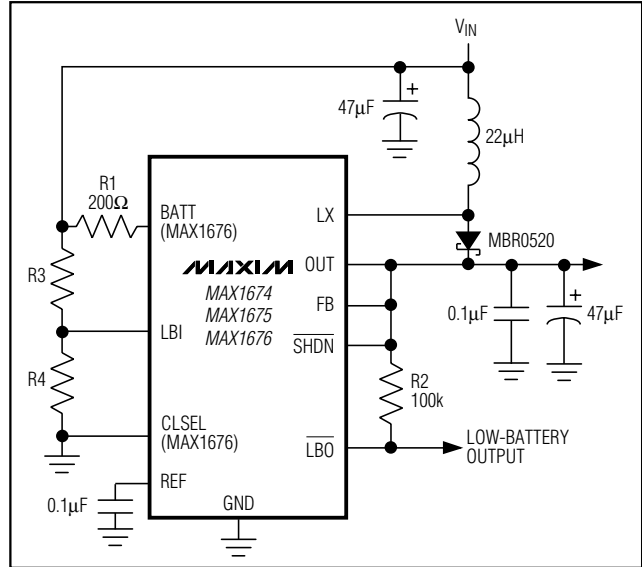 VIN
47µF
+
22µH
R1
200Ω
BATT
(MAX1676)
LX
MBR0520
MAXIM
OUT
MAX1674
MAX1675
MAX1676
FB
SHDN
R3
LBI
0.1µF
+
47µF
R4
R2
100k
CLSEL
(MAX1676)
LBO
LOW-BATTERY
OUTPUT
REF
0.1µF
GND